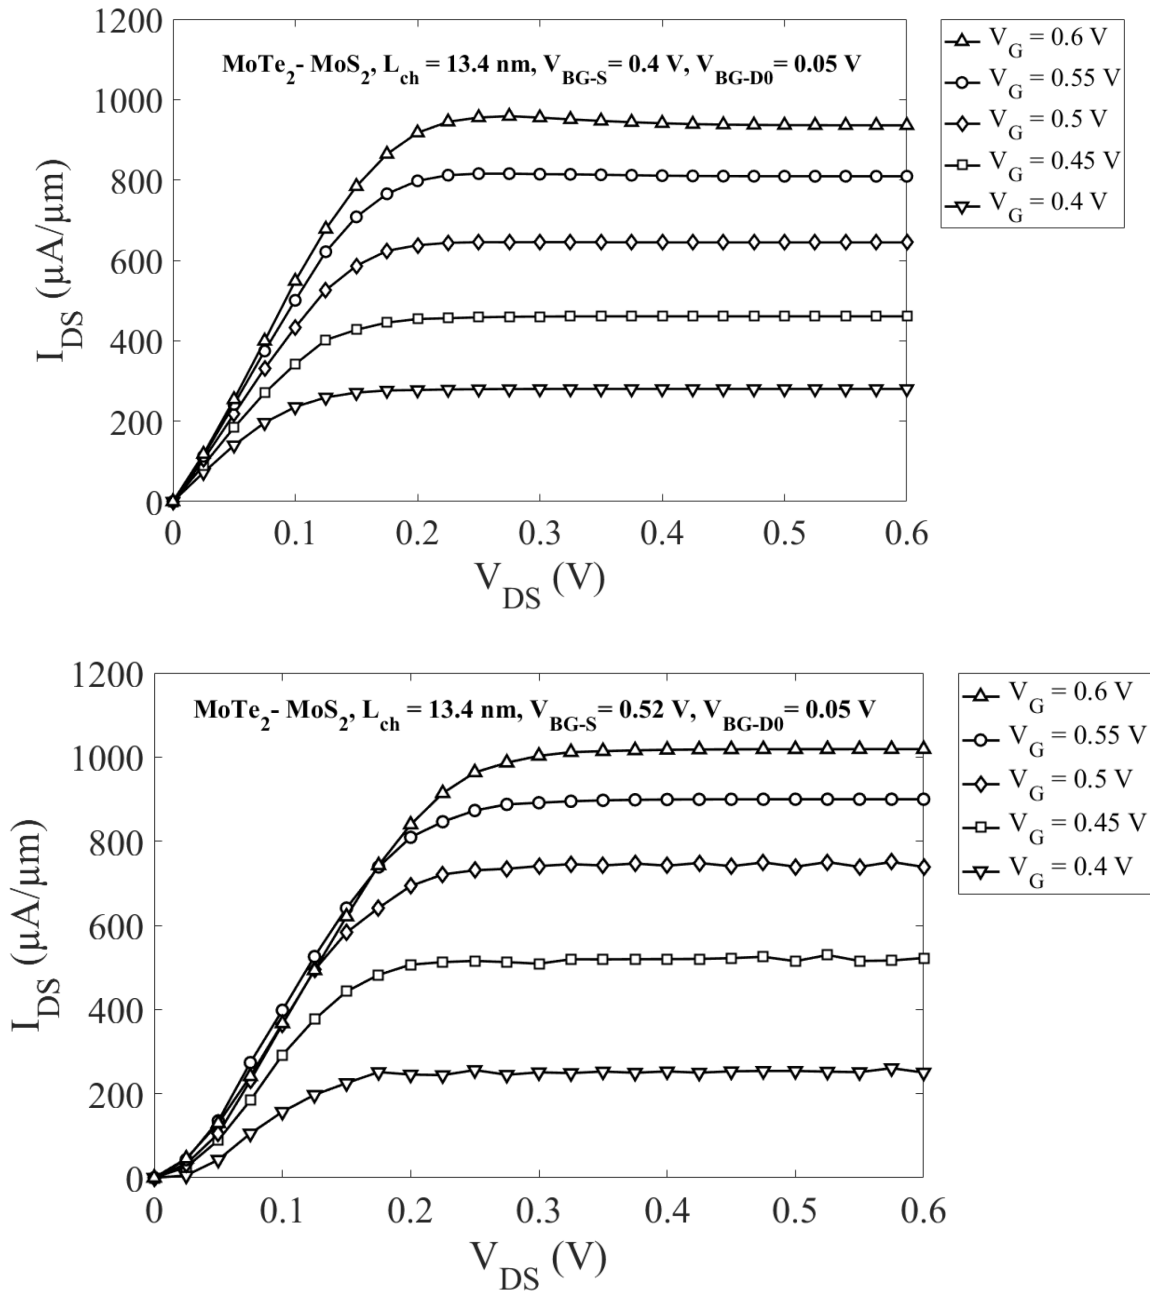 1200
1000
800
600
400
200
0
I_DS (μA/μm)
MoTe2- MoS2, Lch = 13.4 nm, VBG-S= 0.4 V, VBG-D0= 0.05 V
VG = 0.6 V
VG = 0.55 V
VG = 0.5 V
VG = 0.45 V
VG = 0.4 V
0 0.1 0.2 0.3 0.4 0.5 0.6
VDS (V)
1200
1000
800
600
400
200
0
IDS (μA/μm)
MoTe2- MoS2, Lch = 13.4 nm, VBG-S= 0.52 V, VBG-D0= 0.05 V
VG = 0.6 V
VG = 0.55 V
VG = 0.5 V
VG = 0.45 V
VG = 0.4 V
0 0.1 0.2 0.3 0.4 0.5 0.6
VDS (V)